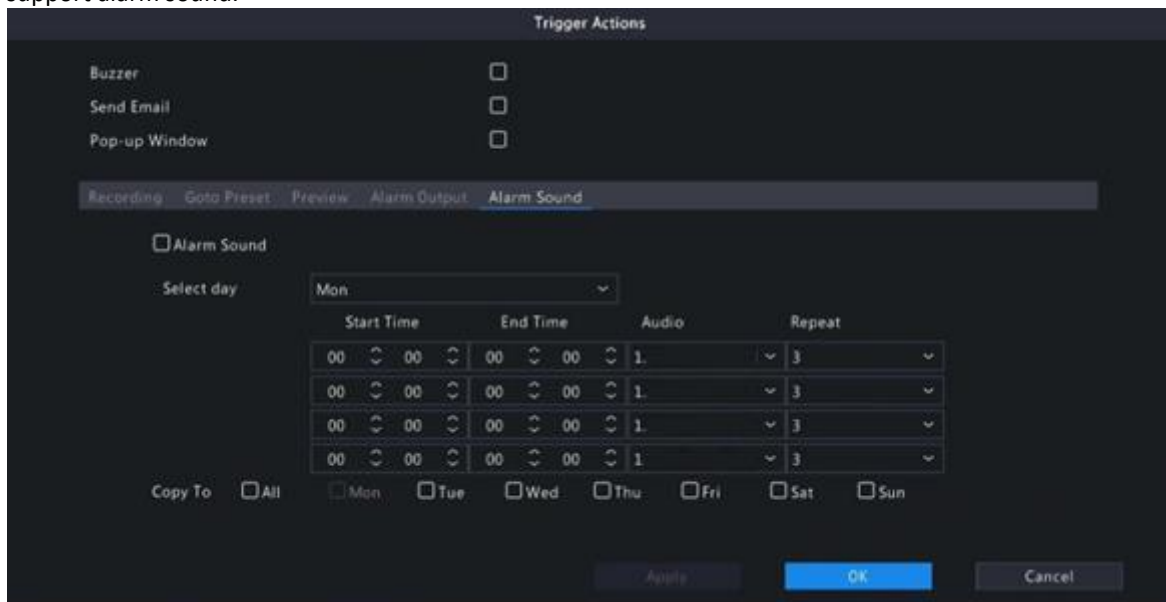 support alarm sound.
Trigger Actions
Buzzer
Send Email
Pop-up Window
Recording Goto Preset Preview Alarm Output Alarm Sound
Alarm Sound
Select day Mon
Start Time End Time Audio Repeat
00 00 00 00 1. 3
00 00 00 00 1. 3
00 00 00 00 1. 3
00 00 00 00 1 3
Copy To All Mon Tue Wed Thu Fri Sat Sun
Apply OK Cancel